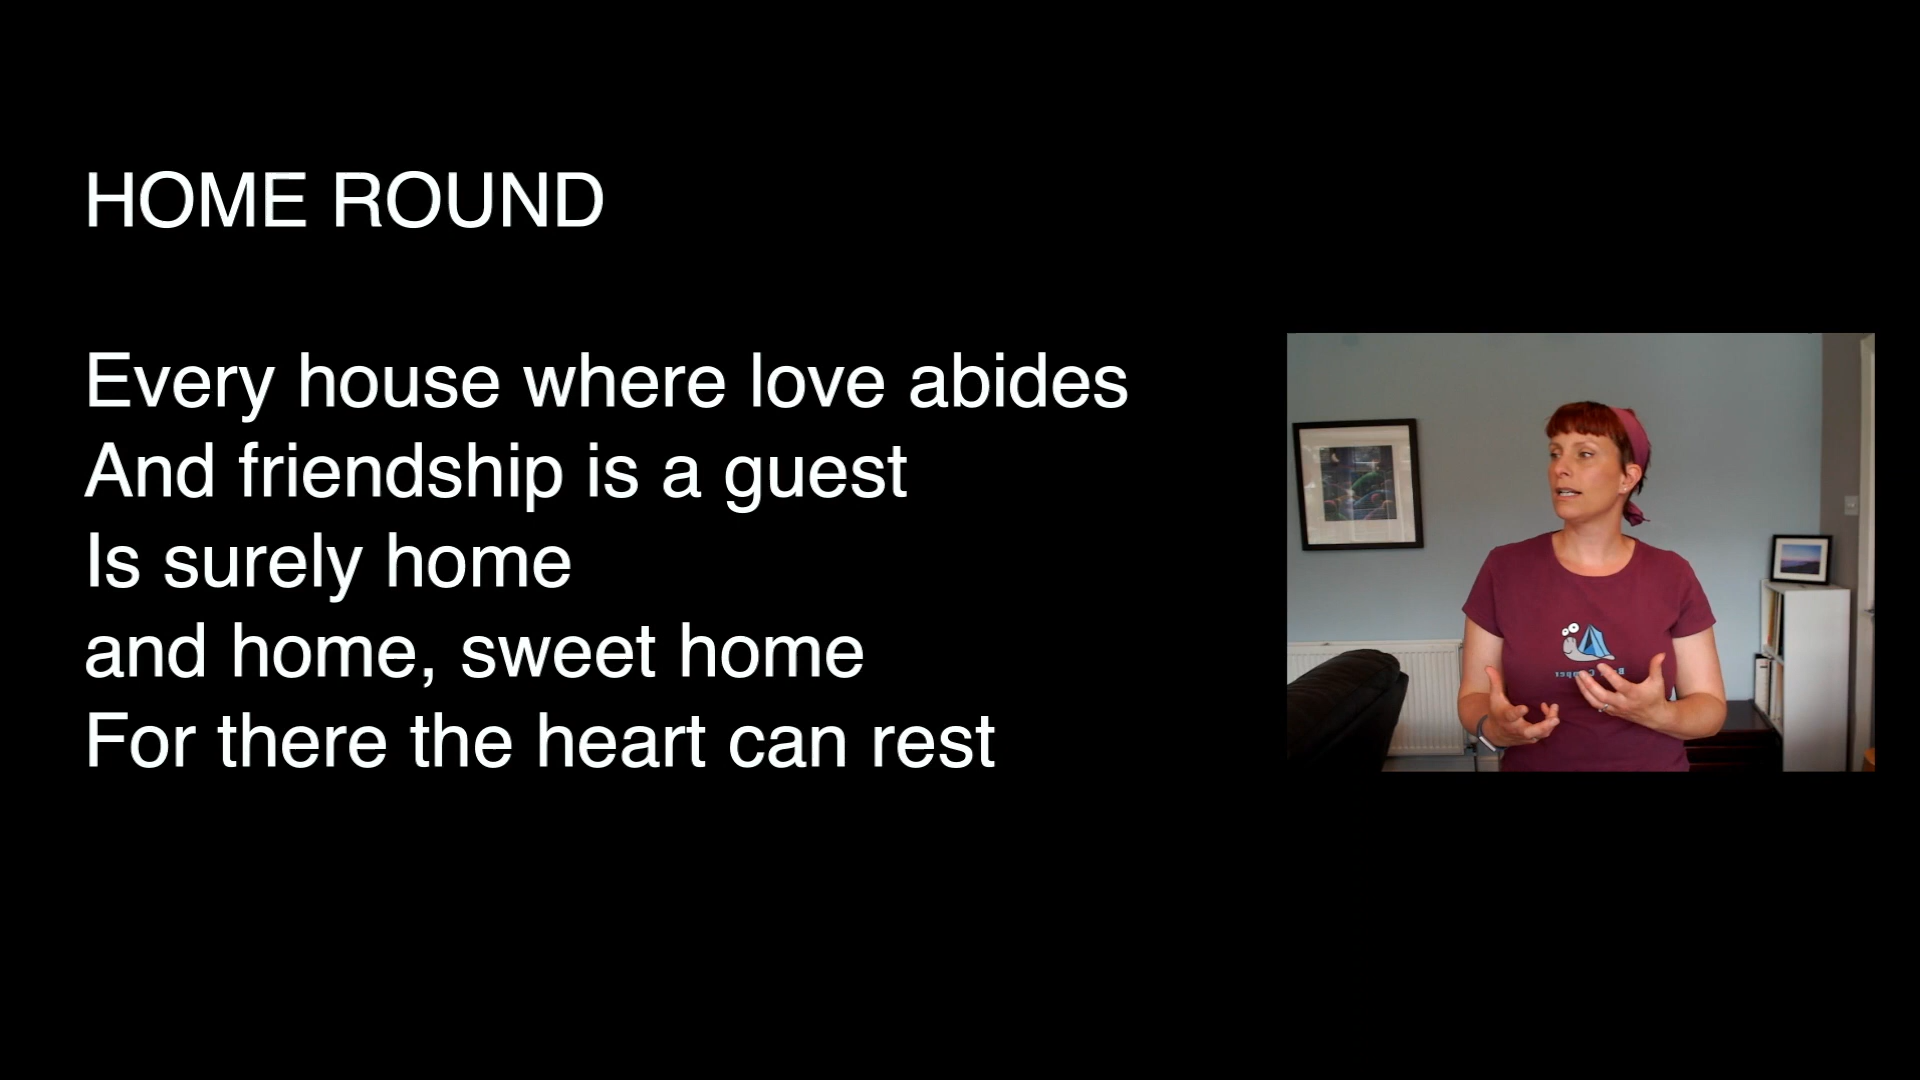 HOME ROUND
Every house where love abides
And friendship is a guest
Is surely home
and home, sweet home
For there the heart can rest